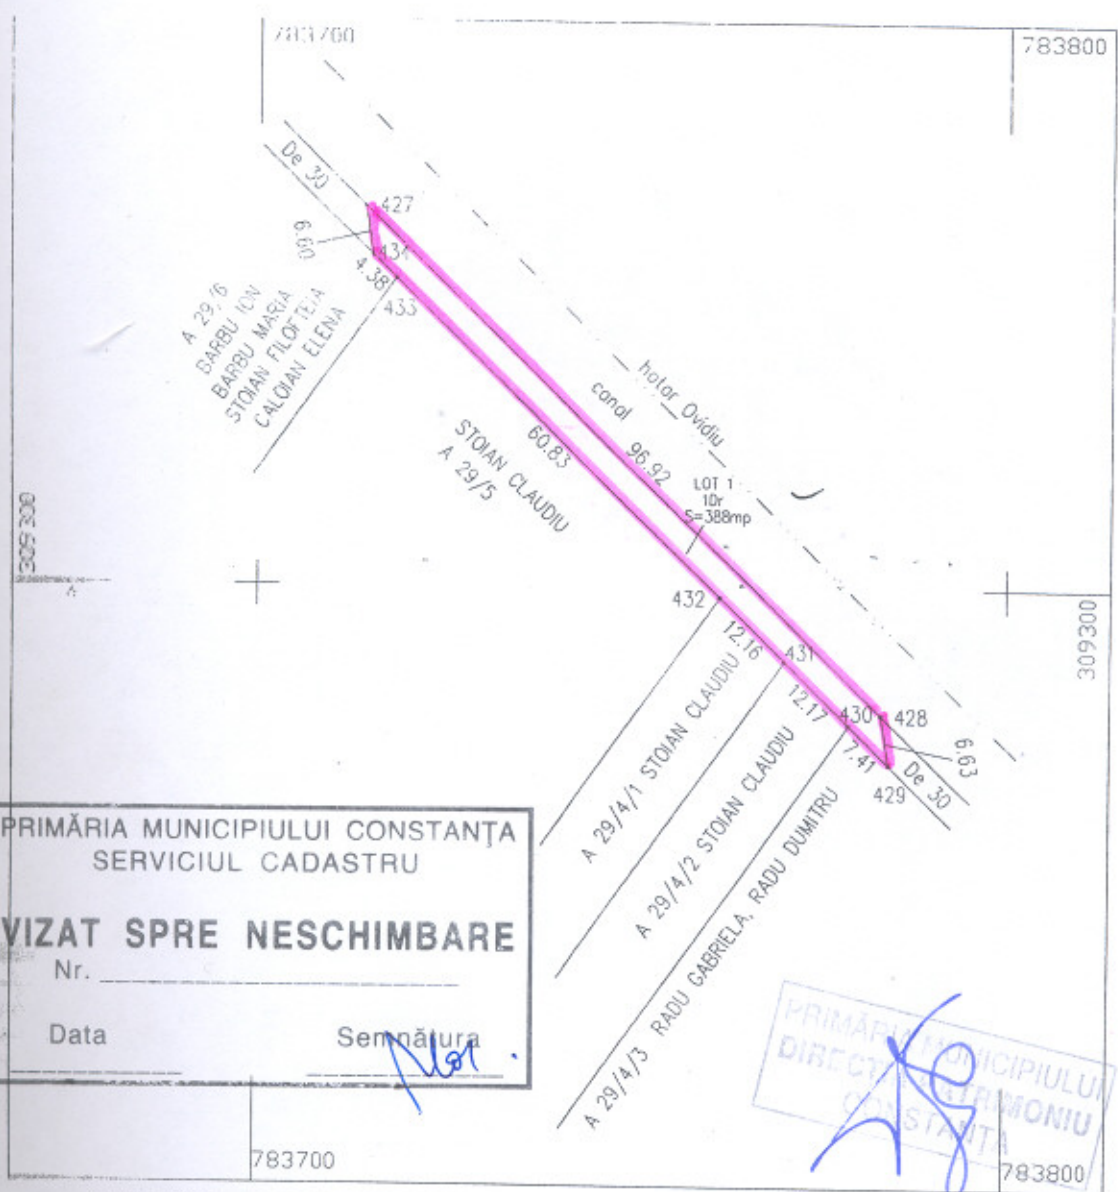 783700
783800
De 30
427
6.60
434
4.38
433
A 29/6
BARBU ION
BARBU MARIA
STOIAN FILOFTEIA
CALOIAN ELENA
hotar Ovidiu
canal
96.92
60.83
STOIAN CLAUDIU
A 29/5
LOT 1
1Dr
S=388mp
309300
309300
432
12.16
431
12.17
430
428
7.41
6.63
De 30
429
A 29/4/1 STOIAN CLAUDIU
A 29/4/2 STOIAN CLAUDIU
A 29/4/3 RADU GABRIELA, RADU DUMITRU
PRIMĂRIA MUNICIPIULUI CONSTANȚA
SERVICIUL CADASTRU
VIZAT SPRE NESCHIMBARE
Nr.
Data Semnătura
PRIMĂRIA MUNICIPIULUI
DIRECȚIA PATRIMONIU
CONSTANȚA
783700
783800